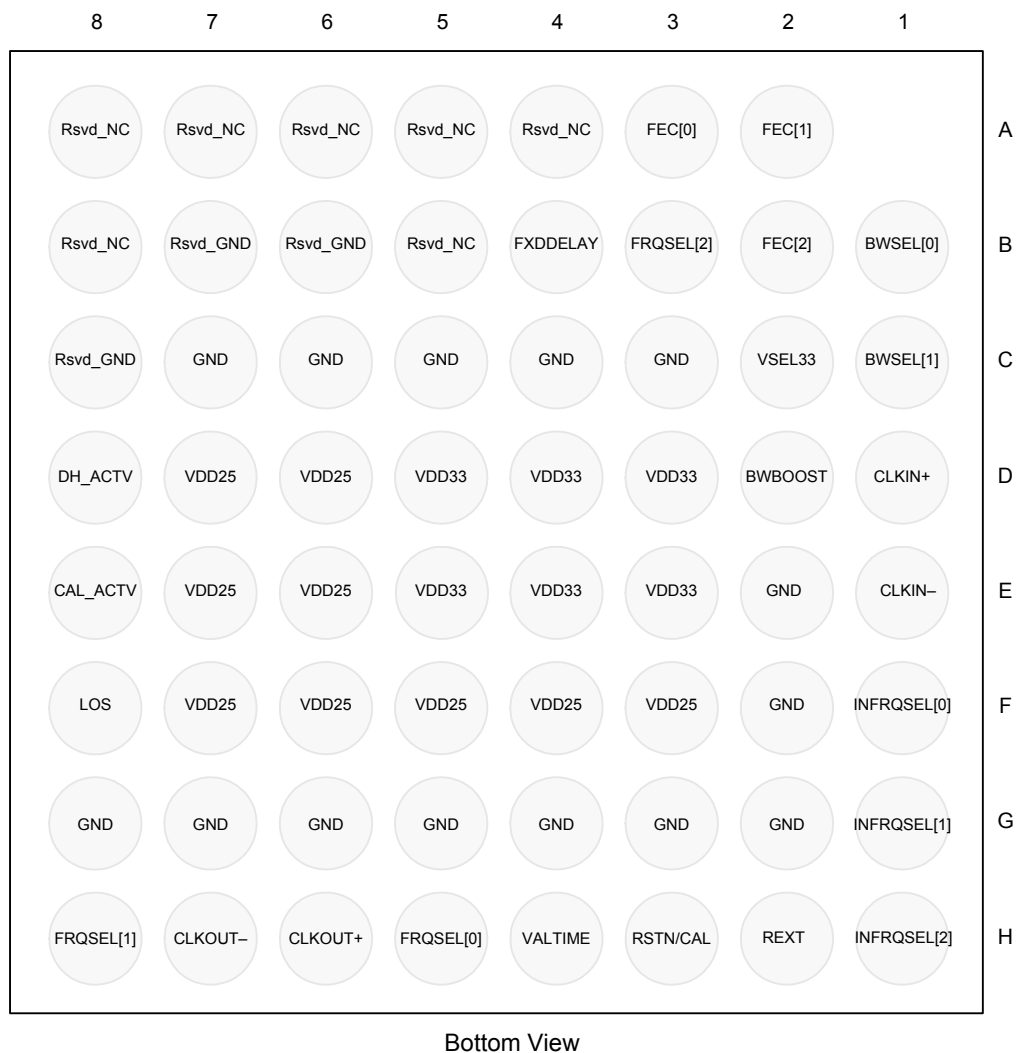 8 7 6 5 4 3 2 1
Rsvd_NC Rsvd_NC Rsvd_NC Rsvd_NC Rsvd_NC FEC[0] FEC[1] A
Rsvd_NC Rsvd_GND Rsvd_GND Rsvd_NC FXDDELAY FRQSEL[2] FEC[2] BWSEL[0] B
Rsvd_GND GND GND GND GND GND VSEL33 BWSEL[1] C
DH_ACTV VDD25 VDD25 VDD33 VDD33 VDD33 BWBOOST CLKIN+ D
CAL_ACTV VDD25 VDD25 VDD33 VDD33 VDD33 GND CLKIN– E
LOS VDD25 VDD25 VDD25 VDD25 VDD25 GND INFRQSEL[0] F
GND GND GND GND GND GND GND INFRQSEL[1] G
FRQSEL[1] CLKOUT– CLKOUT+ FRQSEL[0] VALTIME RSTN/CAL REXT INFRQSEL[2] H
Bottom View